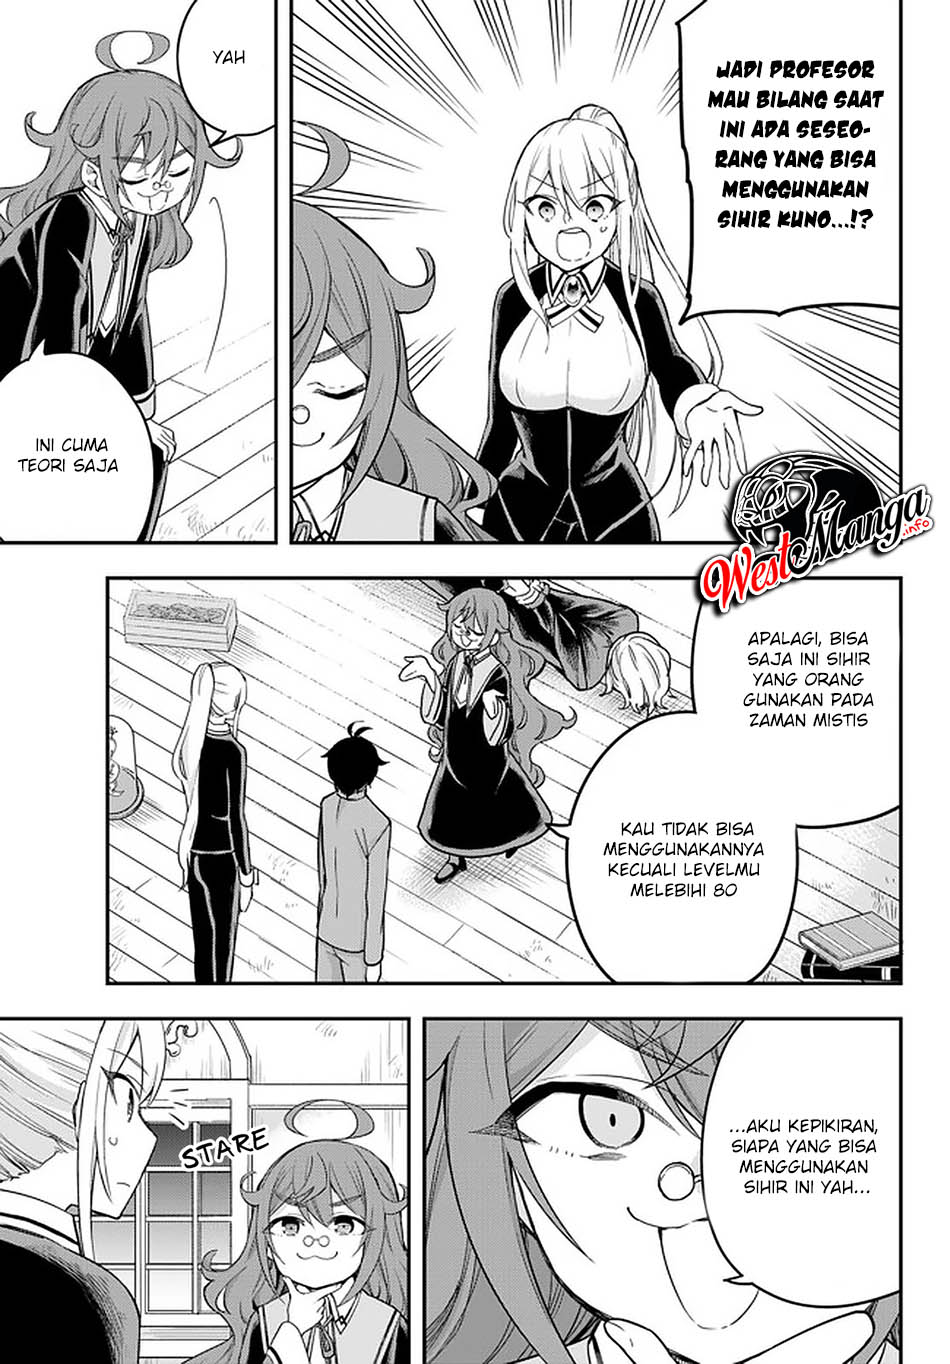 JADI PROFESOR
MAU BILANG SAAT
INI ADA SESEO-
RANG YANG BISA
MENGGUNAKAN
SIHIR KUNO...!?
YAH
INI CUMA
TEORI SAJA
WestManga
.info
APALAGI, BISA
SAJA INI SIHIR
YANG ORANG
GUNAKAN PADA
ZAMAN MISTIS
KAU TIDAK BISA
MENGGUNAKANNYA
KECUALI LEVELMU
MELEBIHI 80
...AKU KEPIKIRAN,
SIAPA YANG BISA
MENGGUNAKAN
SIHIR INI YAH...
STARE